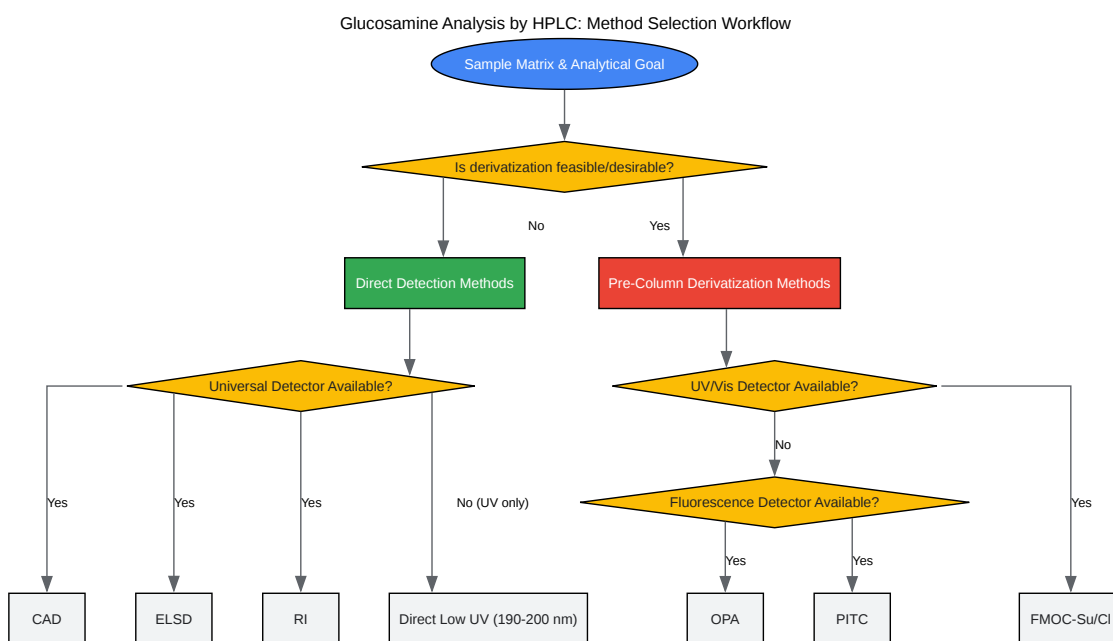 Glucosamine Analysis by HPLC: Method Selection Workflow
Sample Matrix & Analytical Goal
Is derivatization feasible/desirable?
No
Yes
Direct Detection Methods
Pre-Column Derivatization Methods
Universal Detector Available?
UV/Vis Detector Available?
No
Yes
Yes
Yes
No (UV only)
Fluorescence Detector Available?
Yes
Yes
Yes
CAD
ELSD
RI
Direct Low UV (190-200 nm)
OPA
PITC
FMOC-Su/Cl